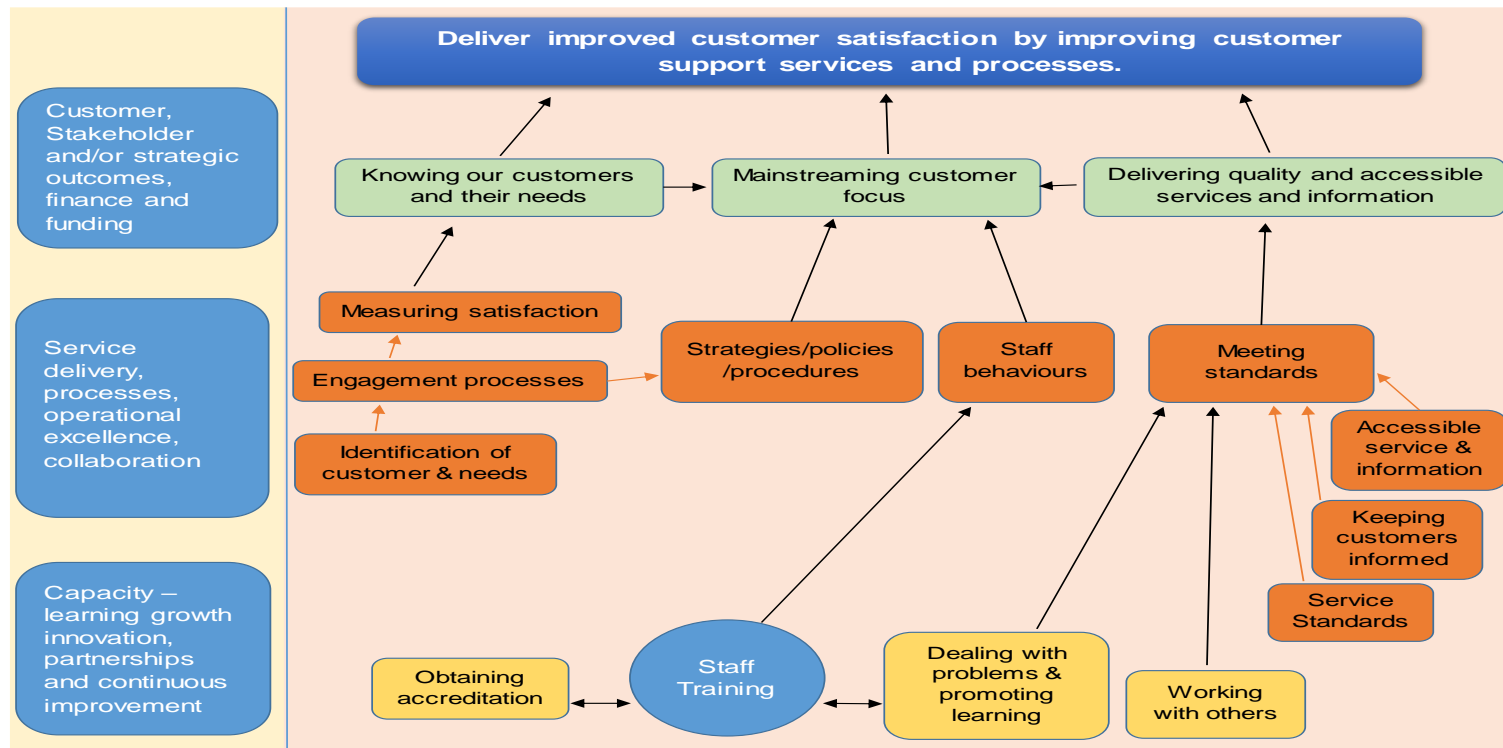 Deliver improved customer satisfaction by improving customer
support services and processes.
Customer,
Stakeholder
and/or strategic
outcomes,
finance and
funding
Knowing our customers
and their needs
Mainstreaming customer
focus
Delivering quality and accessible
services and information
Service
delivery,
processes,
operational
excellence,
collaboration
Measuring satisfaction
Engagement processes
Identification of
customer & needs
Strategies/policies
/procedures
Staff
behaviours
Meeting
standards
Accessible
service &
information
Keeping
customers
informed
Service
Standards
Capacity –
learning growth
innovation,
partnerships
and continuous
improvement
Obtaining
accreditation
Staff
Training
Dealing with
problems &
promoting
learning
Working
with others